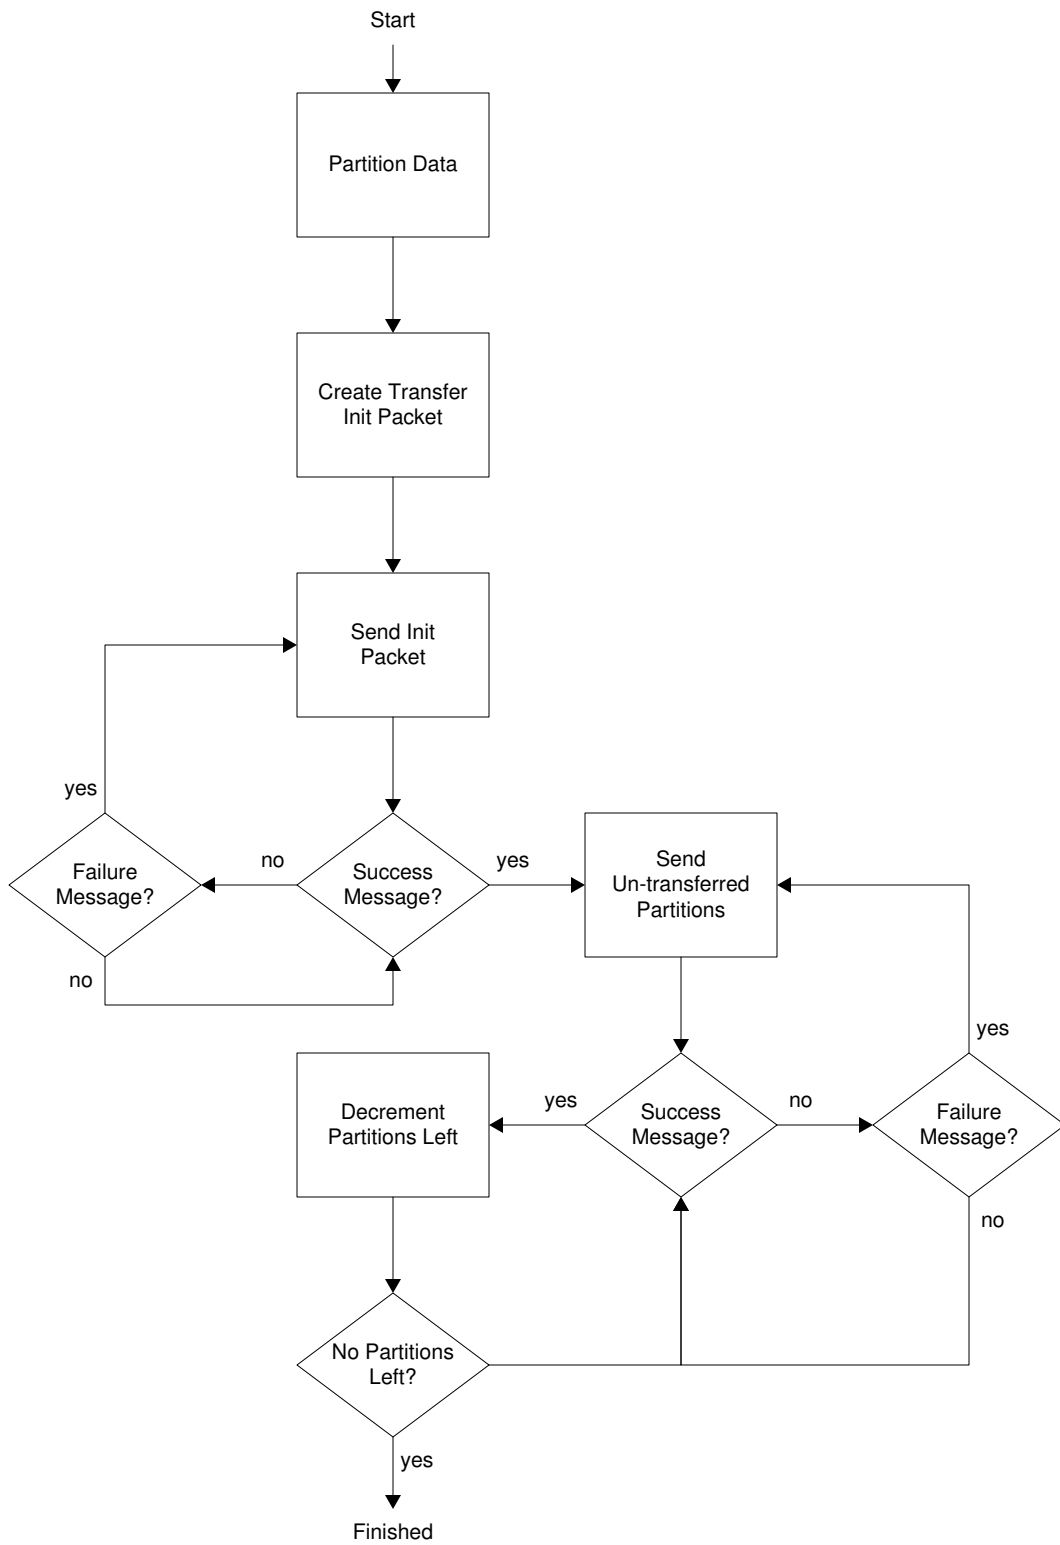 Start
Partition Data
Create Transfer
Init Packet
Send Init
Packet
yes
Failure
Message?
no
Success
Message?
yes
Send
Un-transferred
Partitions
no
yes
Decrement
Partitions Left
yes
Success
Message?
no
Failure
Message?
no
No Partitions
Left?
yes
Finished